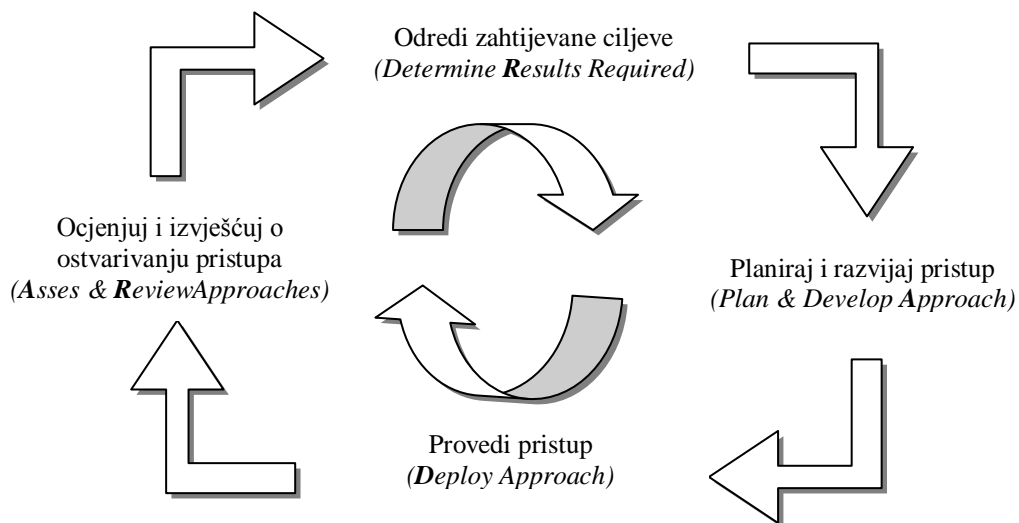 Odredi zahtijevane ciljeve
(Determine Results Required)
Planiraj i razvijaj pristup
(Plan & Develop Approach)
Provedi pristup
(Deploy Approach)
Ocjenjuj i izvješćuj o
ostvarivanju pristupa
(Asses & ReviewApproaches)